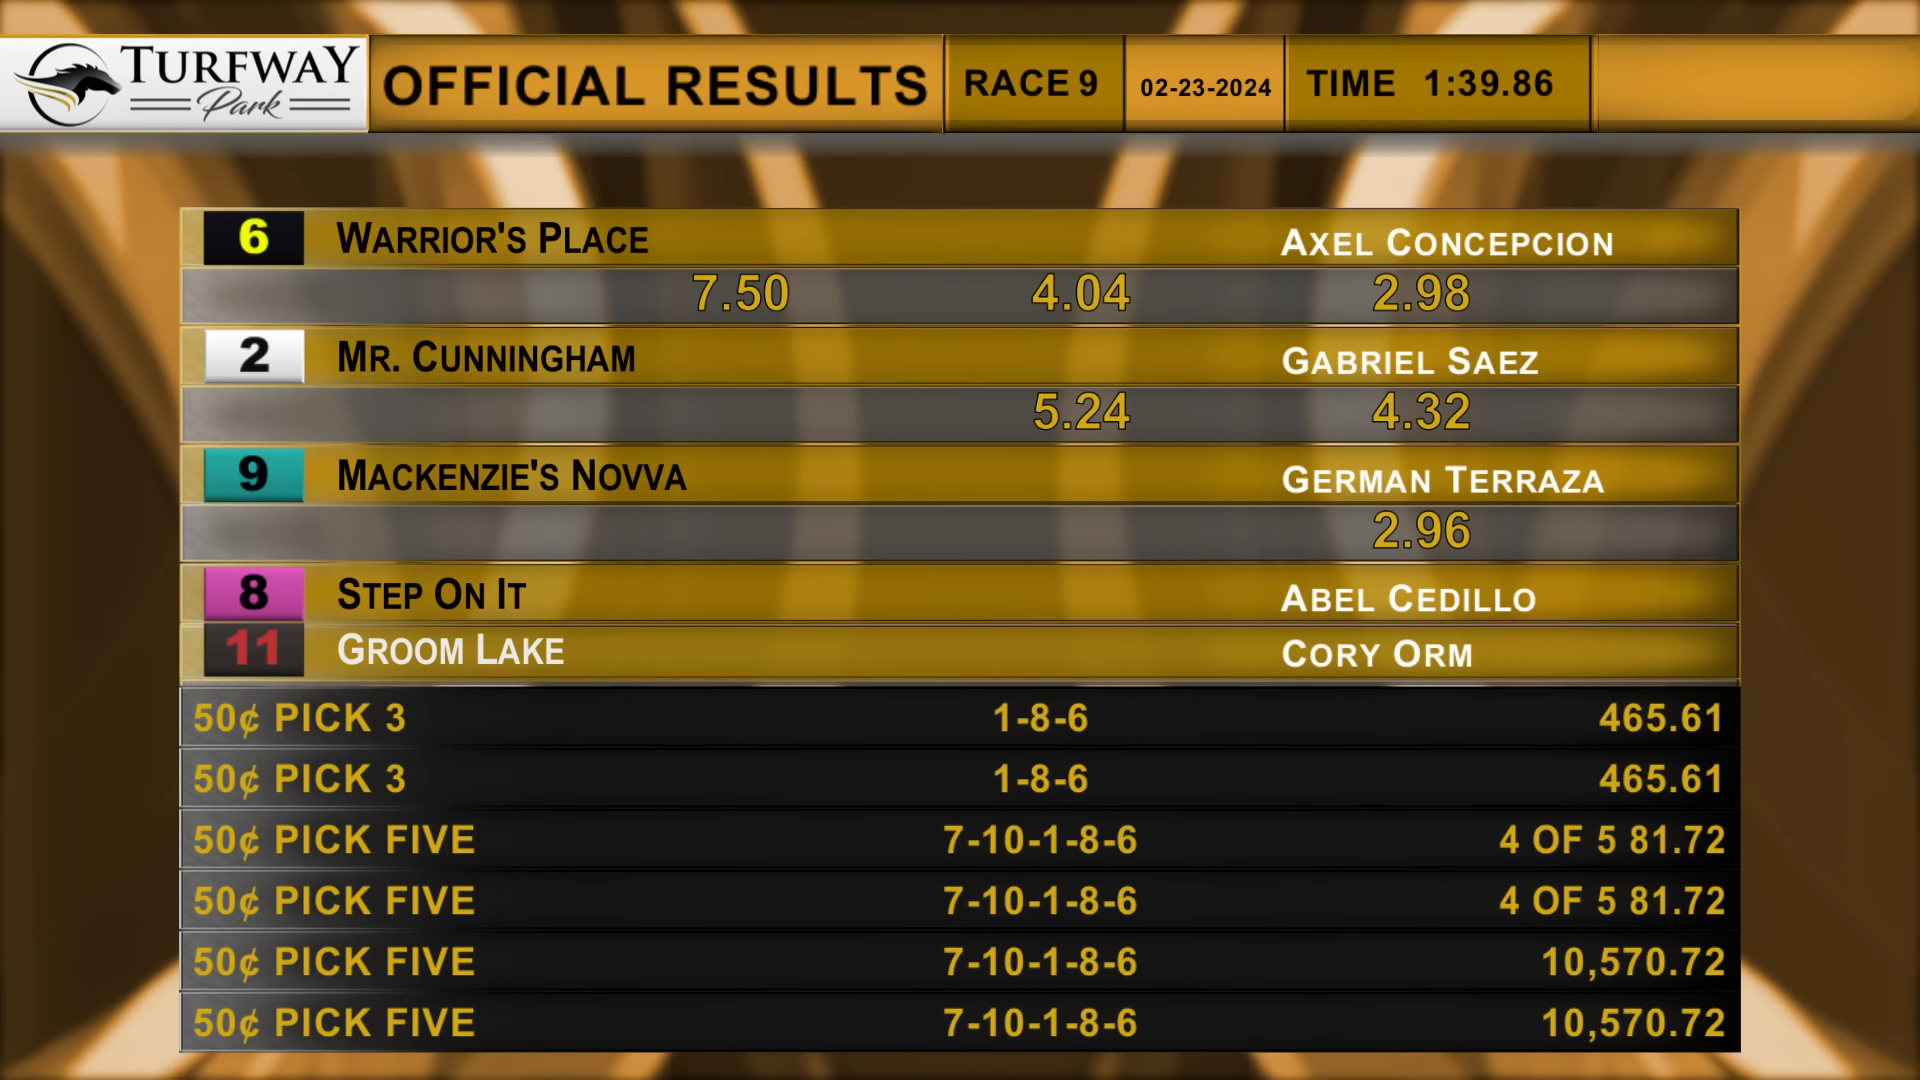 TURFWAY
Park
OFFICIAL RESULTS
RACE 9
02-23-2024
TIME 1:39.86
6 WARRIOR'S PLACE AXEL CONCEPCION
7.50 4.04 2.98
2 MR. CUNNINGHAM GABRIEL SAEZ
5.24 4.32
9 MACKENZIE'S NOVVA GERMAN TERRAZA
2.96
8 STEP ON IT ABEL CEDILLO
11 GROOM LAKE CORY ORM
50¢ PICK 3 1-8-6 465.61
50¢ PICK 3 1-8-6 465.61
50¢ PICK FIVE 7-10-1-8-6 4 OF 5 81.72
50¢ PICK FIVE 7-10-1-8-6 4 OF 5 81.72
50¢ PICK FIVE 7-10-1-8-6 10,570.72
50¢ PICK FIVE 7-10-1-8-6 10,570.72